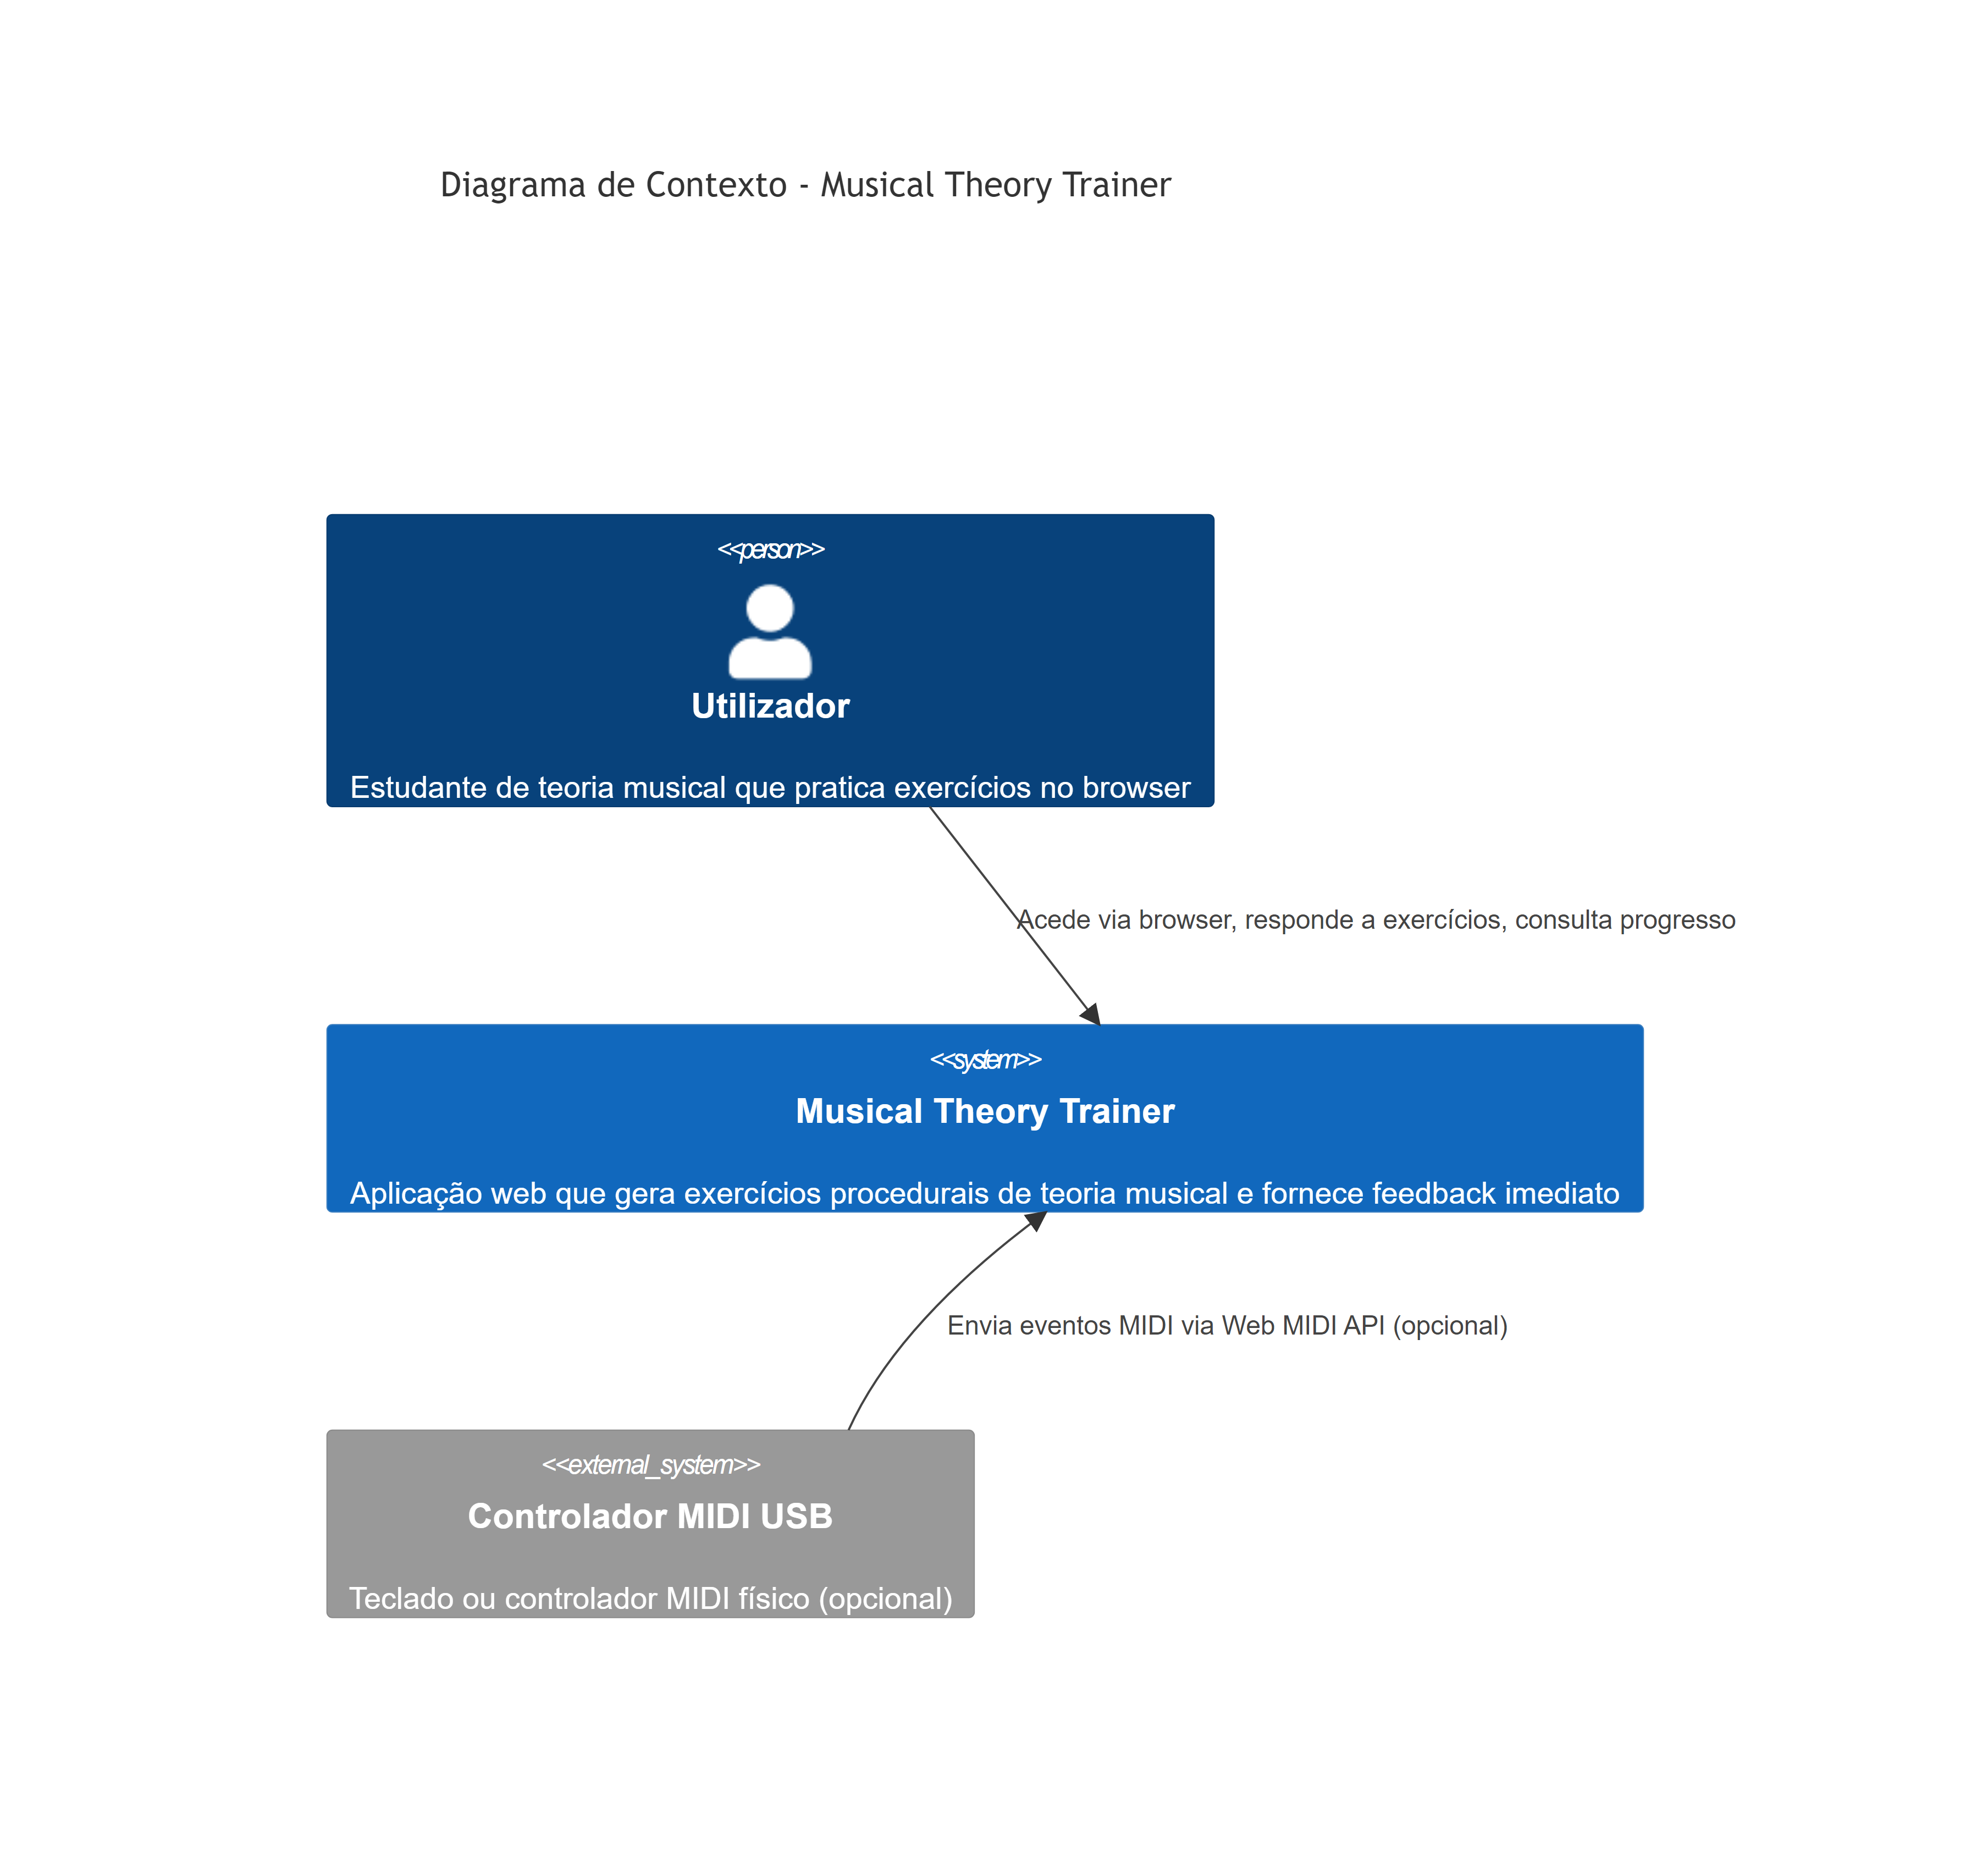 Diagrama de Contexto - Musical Theory Trainer
<<person>>
Utilizador
Estudante de teoria musical que pratica exercícios no browser
Acede via browser, responde a exercícios, consulta progresso
<<system>>
Musical Theory Trainer
Aplicação web que gera exercícios procedurais de teoria musical e fornece feedback imediato
Envia eventos MIDI via Web MIDI API (opcional)
<<external_system>>
Controlador MIDI USB
Teclado ou controlador MIDI físico (opcional)